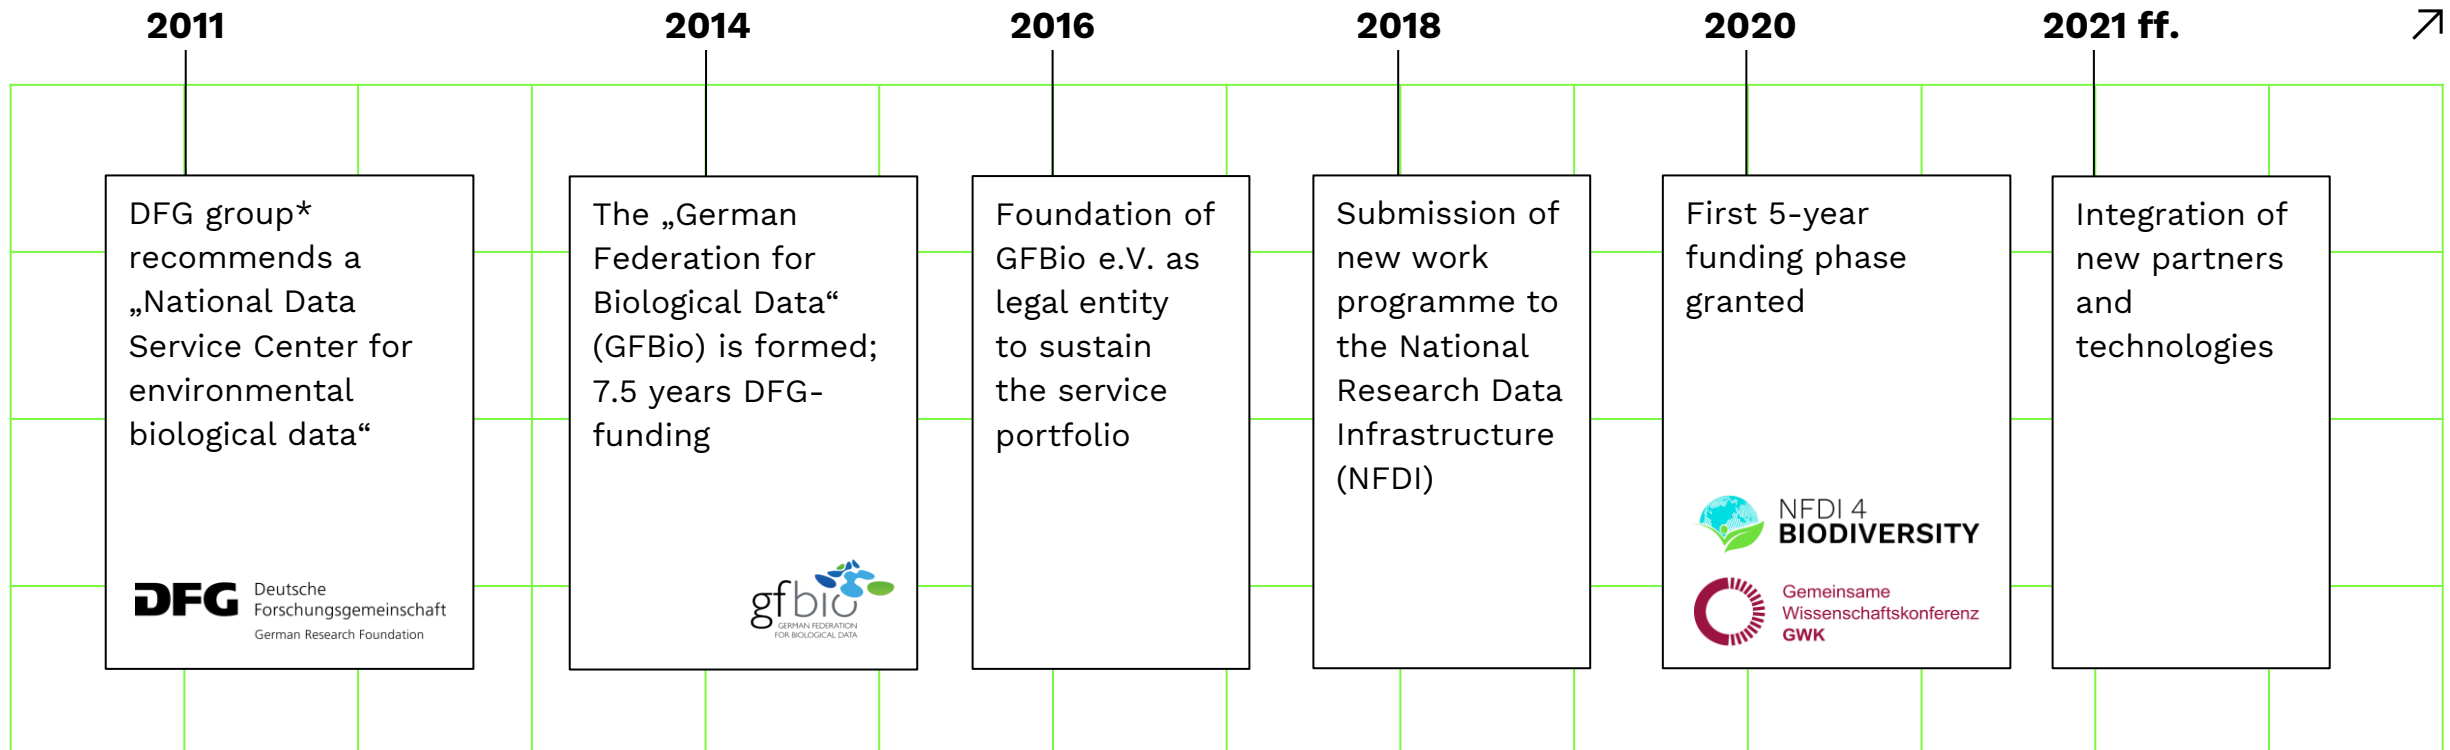 2011
2014
2016
2018
2020
2021 ff.
DFG group*
recommends a
„National Data
Service Center for
environmental
biological data“
DFG
Deutsche
Forschungsgemeinschaft
German Research Foundation
The „German
Federation for
Biological Data“
(GFBio) is formed;
7.5 years DFG-
funding
gfbio
GERMAN FEDERATION
FOR BIOLOGICAL DATA
Foundation of
GFBio e.V. as
legal entity
to sustain
the service
portfolio
Submission of
new work
programme to
the National
Research Data
Infrastructure
(NFDI)
First 5-year
funding phase
granted
NFDI 4
BIODIVERSITY
Gemeinsame
Wissenschaftskonferenz
GWK
Integration of
new partners
and
technologies